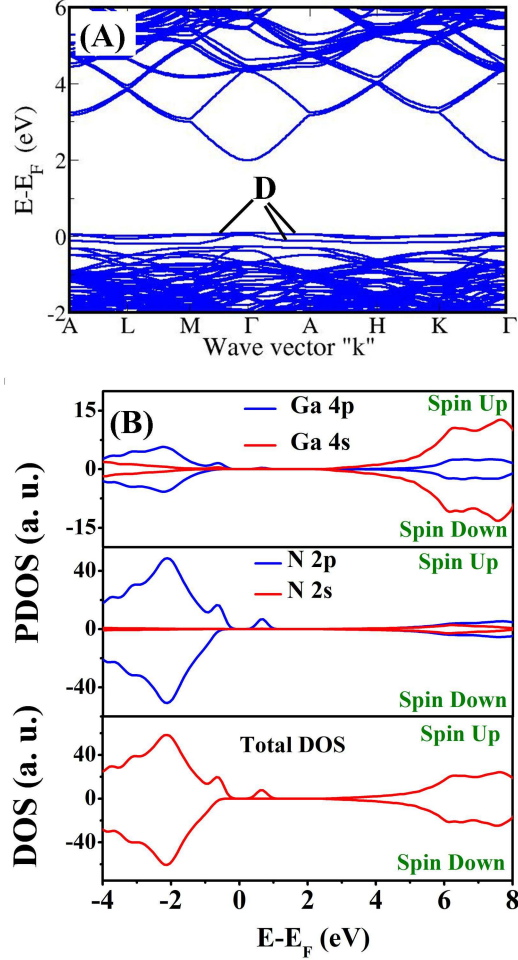 (A)
6
4
2
0
-2
E-E_F (eV)
D
A L M Γ A H K Γ
Wave vector "k"
(B)
Ga 4p
Ga 4s
Spin Up
Spin Down
15
0
-15
PDOS (a. u.)
N 2p
N 2s
Spin Up
Spin Down
40
0
-40
Total DOS
Spin Up
Spin Down
40
0
-40
DOS (a. u.)
-4 -2 0 2 4 6 8
E-E_F (eV)